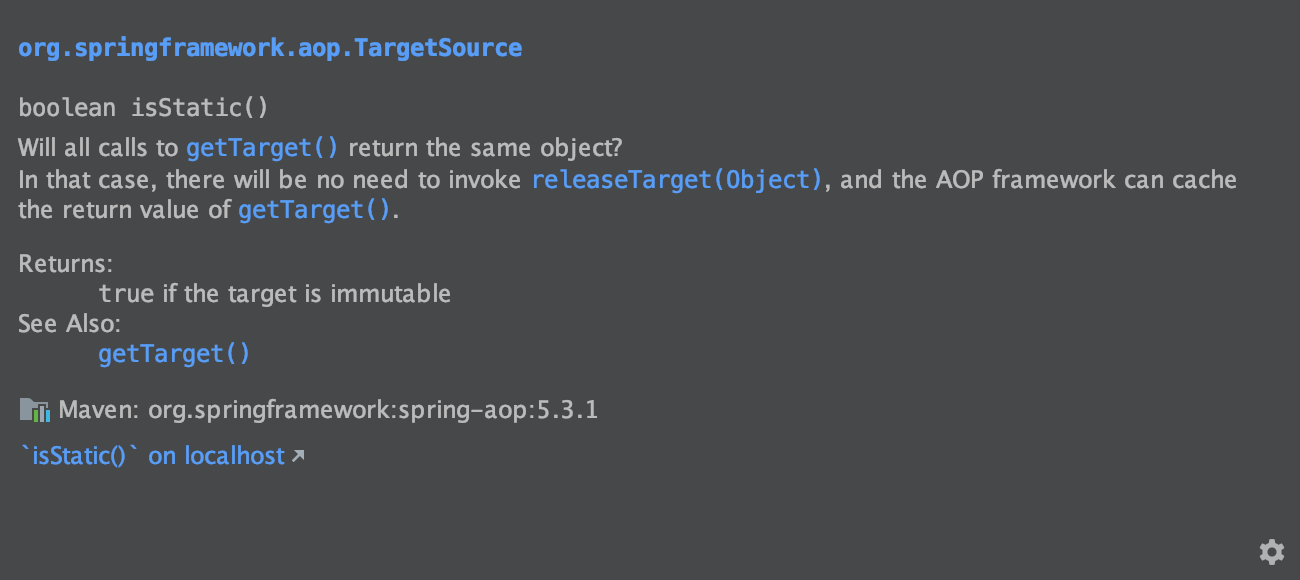 org.springframework.aop.TargetSource
boolean isStatic()
Will all calls to getTarget() return the same object?
In that case, there will be no need to invoke releaseTarget(Object), and the AOP framework can cache
the return value of getTarget().
Returns:
true if the target is immutable
See Also:
getTarget()
Maven: org.springframework:spring-aop:5.3.1
`isStatic()` on localhost